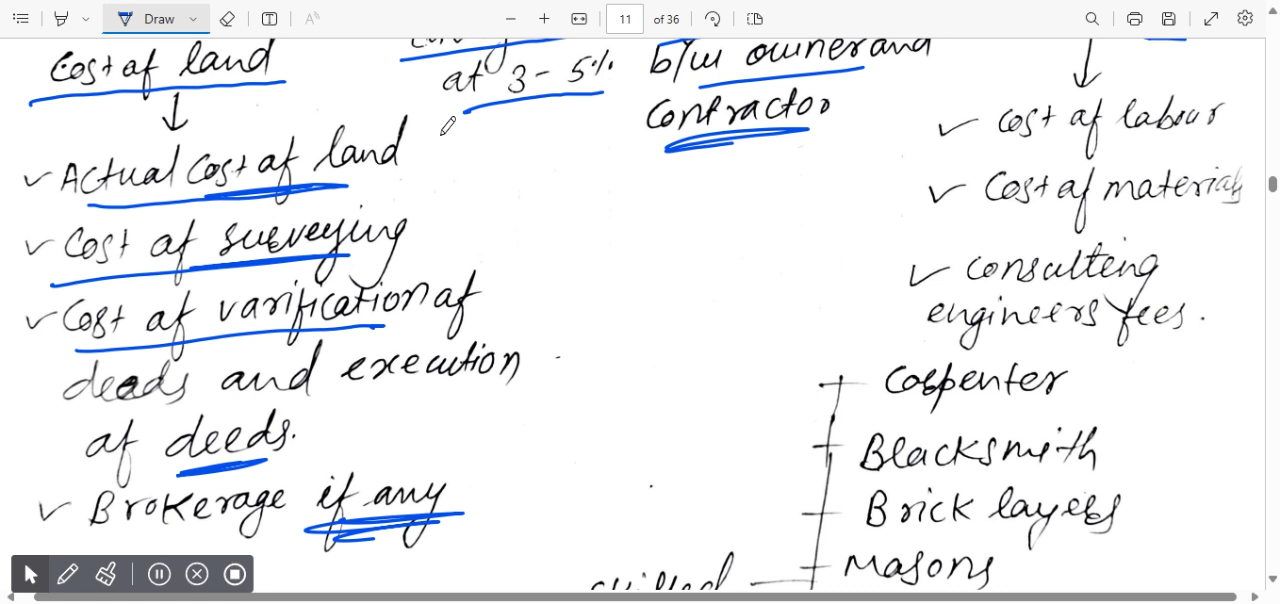 Draw
11 of 36
Cost of land
at 3 - 5%
b/w owner and
Contractor
Actual Cost of land
Cost of surveying
Cost of varification of
deeds and execution
of deeds.
Brokerage if any
Cost of labour
Cost of materials
Consulting
engineers fees.
Carpenter
Blacksmith
Brick layers
Masons